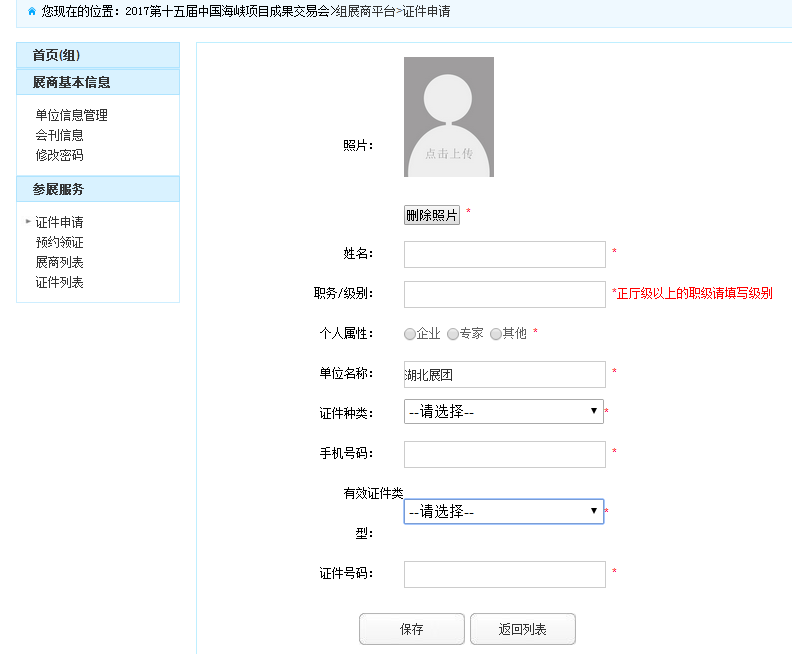 您现在的位置：2017第十五届中国海峡项目成果交易会>组展商平台>证件申请
首页(组)
展商基本信息
单位信息管理
会刊信息
修改密码
参展服务
证件申请
预约领证
展商列表
证件列表
照片：
点击上传
删除照片 *
姓名： *
职务/级别： *正厅级以上的职级请填写级别
个人属性： 企业 专家 其他 *
单位名称： 湖北展团 *
证件种类： --请选择-- *
手机号码： *
有效证件类
型： --请选择-- *
证件号码： *
保存 返回列表